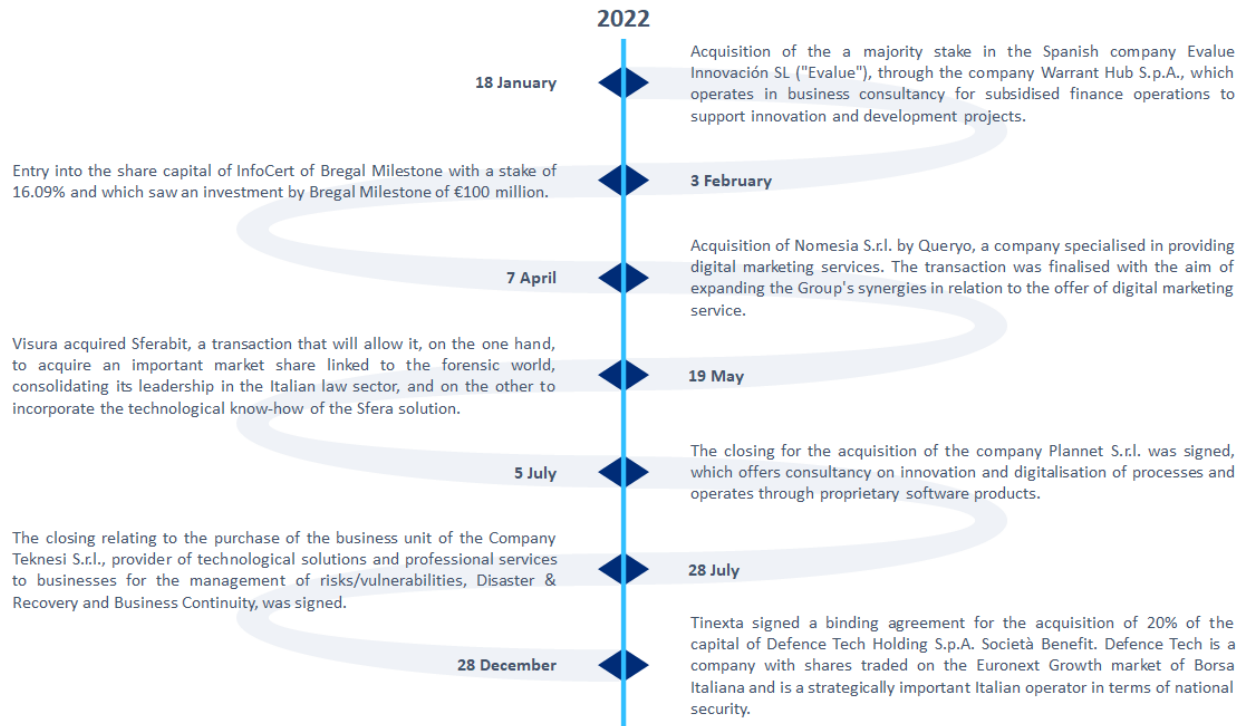 2022
18 January
Acquisition of the a majority stake in the Spanish company Evalue
Innovación SL ("Evalue"), through the company Warrant Hub S.p.A., which
operates in business consultancy for subsidised finance operations to
support innovation and development projects.
Entry into the share capital of InfoCert of Bregal Milestone with a stake of
16.09% and which saw an investment by Bregal Milestone of €100 million.
3 February
7 April
Acquisition of Nomesia S.r.l. by Queryo, a company specialised in providing
digital marketing services. The transaction was finalised with the aim of
expanding the Group's synergies in relation to the offer of digital marketing
service.
Visura acquired Sferabit, a transaction that will allow it, on the one hand,
to acquire an important market share linked to the forensic world,
consolidating its leadership in the Italian law sector, and on the other to
incorporate the technological know-how of the Sfera solution.
19 May
5 July
The closing for the acquisition of the company Plannet S.r.l. was signed,
which offers consultancy on innovation and digitalisation of processes and
operates through proprietary software products.
The closing relating to the purchase of the business unit of the Company
Teknesi S.r.l., provider of technological solutions and professional services
to businesses for the management of risks/vulnerabilities, Disaster &
Recovery and Business Continuity, was signed.
28 July
28 December
Tinexta signed a binding agreement for the acquisition of 20% of the
capital of Defence Tech Holding S.p.A. Società Benefit. Defence Tech is a
company with shares traded on the Euronext Growth market of Borsa
Italiana and is a strategically important Italian operator in terms of national
security.